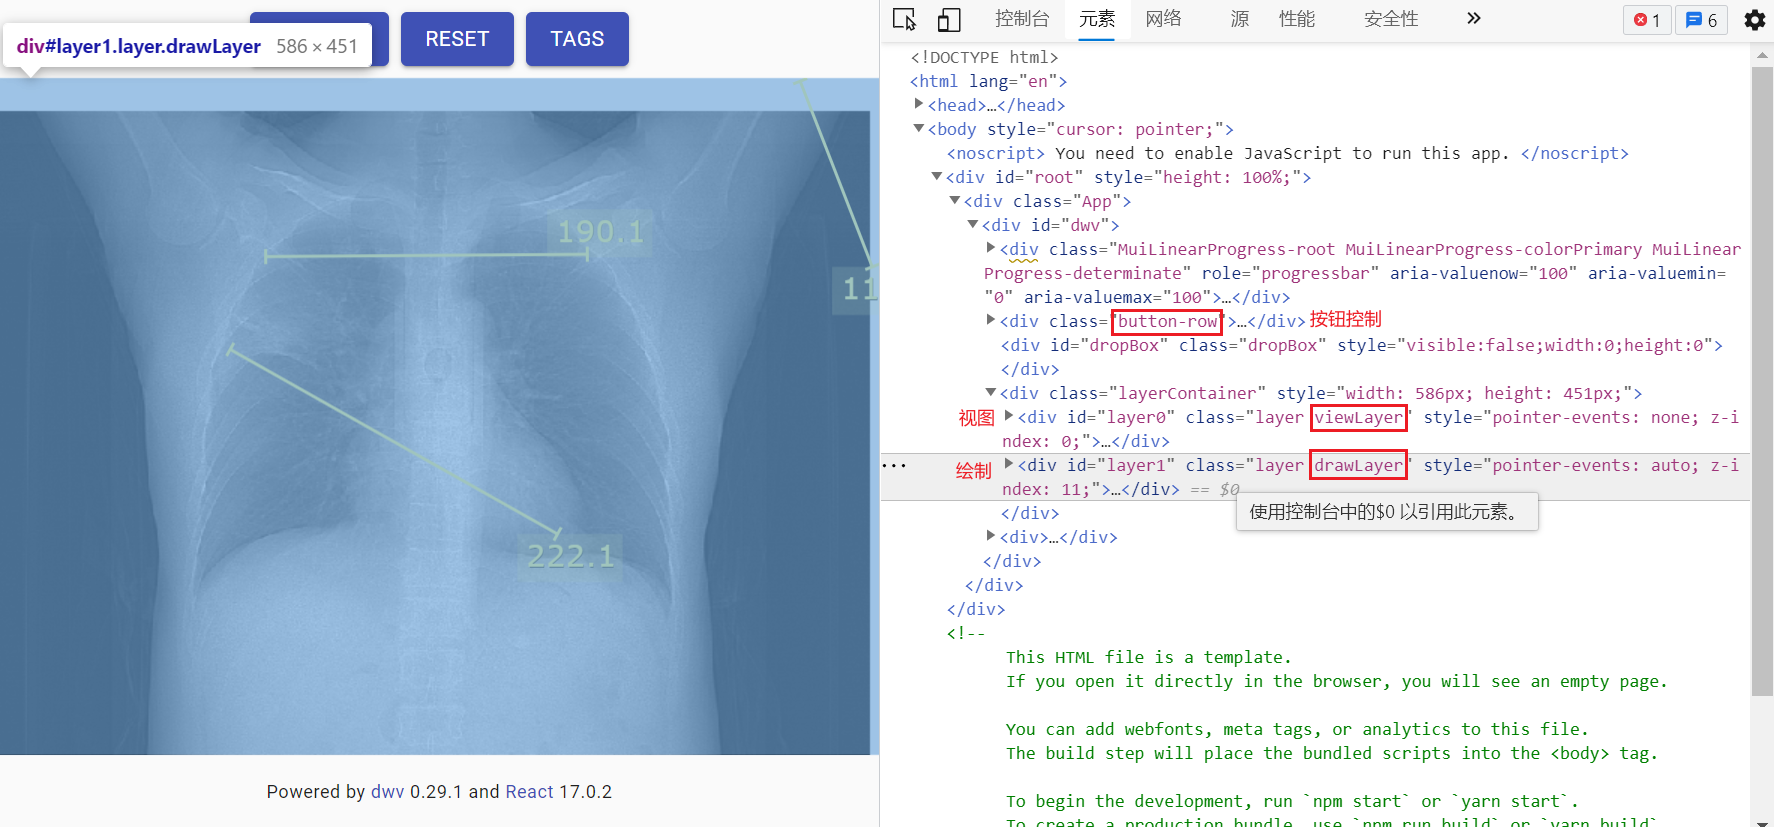 div#layer1.layer.drawLayer 586 × 451
RESET
TAGS
190.1
11
222.1
Powered by dwv 0.29.1 and React 17.0.2
控制台 元素 网络 源 性能 安全性 » 1 6
<!DOCTYPE html>
<html lang="en">
<head>…</head>
<body style="cursor: pointer;">
<noscript> You need to enable JavaScript to run this app. </noscript>
<div id="root" style="height: 100%;">
<div class="App">
<div id="dwv">
<div class="MuiLinearProgress-root MuiLinearProgress-colorPrimary MuiLinear
Progress-determinate" role="progressbar" aria-valuenow="100" aria-valuemin=
"0" aria-valuemax="100">…</div>
<div class="button-row">…</div> 按钮控制
<div id="dropBox" class="dropBox" style="visible:false;width:0;height:0">
</div>
<div class="layerContainer" style="width: 586px; height: 451px;">
视图 <div id="layer0" class="layer viewLayer" style="pointer-events: none; z-i
ndex: 0;">…</div>
绘制 <div id="layer1" class="layer drawLayer" style="pointer-events: auto; z-i
ndex: 11;">…</div> == $0
使用控制台中的$0 以引用此元素。
</div>
<div>…</div>
</div>
</div>
</div>
<!--
This HTML file is a template.
If you open it directly in the browser, you will see an empty page.
You can add webfonts, meta tags, or analytics to this file.
The build step will place the bundled scripts into the <body> tag.
To begin the development, run `npm start` or `yarn start`.
To create a production bundle, use `npm run build` or `yarn build`